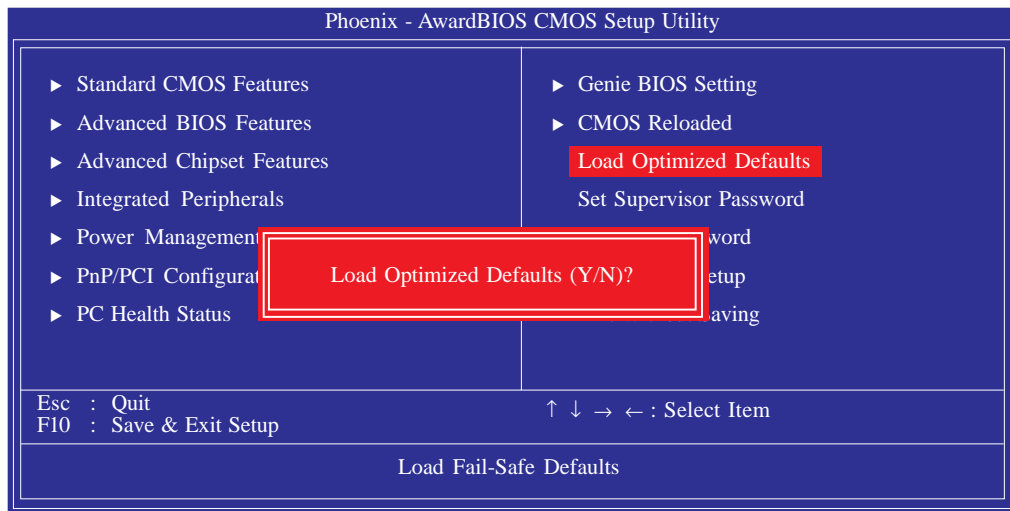 Phoenix - AwardBIOS CMOS Setup Utility
▶ Standard CMOS Features
▶ Advanced BIOS Features
▶ Advanced Chipset Features
▶ Integrated Peripherals
▶ Power Management
▶ PnP/PCI Configurat
▶ PC Health Status
▶ Genie BIOS Setting
▶ CMOS Reloaded
Load Optimized Defaults
Set Supervisor Password
word
etup
aving
Load Optimized Defaults (Y/N)?
Esc : Quit
F10 : Save & Exit Setup
↑ ↓ → ← : Select Item
Load Fail-Safe Defaults